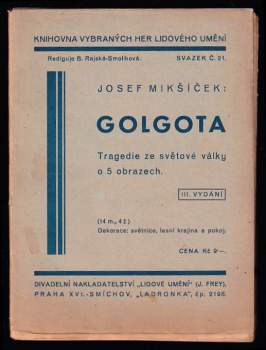 KNIHOVNA VYBRANÝCH HER LIDOVÉHO UMĚNÍ
Rediguje B. Rajská-Smolíková. SVAZEK Č. 21.
JOSEF MIKŠÍČEK:
GOLGOTA
Tragedie ze světové války
o 5 obrazech.
III. VYDÁNÍ
(14 m., 4 ž.)
Dekorace: světnice, lesní krajina a pokoj.
CENA Kč 9·—.
DIVADELNÍ NAKLADATELSTVÍ „LIDOVÉ UMĚNÍ" (J. FREY),
PRAHA XVI.-SMÍCHOV, „LADRONKA", čp. 2198.